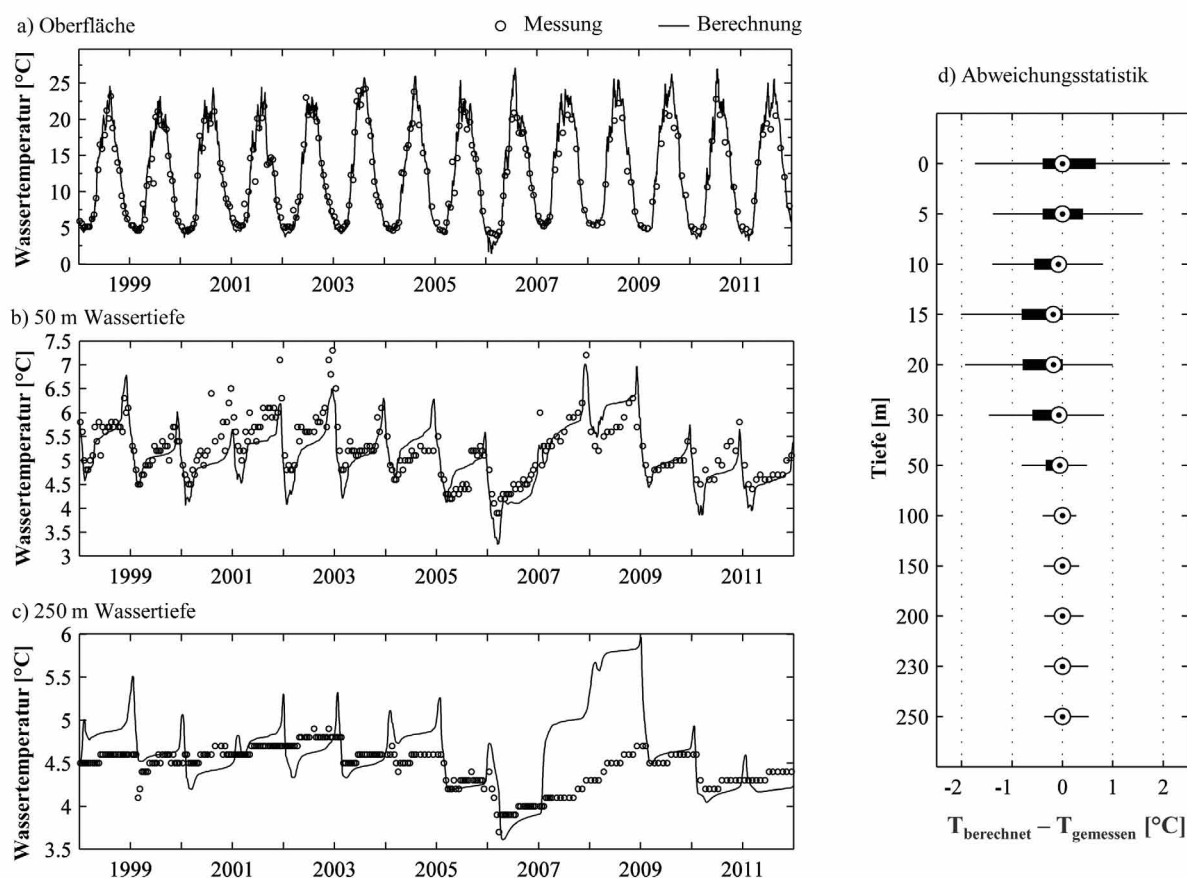 a) Oberfläche
Messung
Berechnung
Wassertemperatur [°C]
25
20
15
10
5
0
1999 2001 2003 2005 2007 2009 2011
b) 50 m Wassertiefe
Wassertemperatur [°C]
7.5
7
6.5
6
5.5
5
4.5
4
3.5
3
1999 2001 2003 2005 2007 2009 2011
c) 250 m Wassertiefe
Wassertemperatur [°C]
6
5.5
5
4.5
4
3.5
1999 2001 2003 2005 2007 2009 2011
d) Abweichungsstatistik
Tiefe [m]
0
5
10
15
20
30
50
100
150
200
230
250
-2 -1 0 1 2
T berechnet – T gemessen [°C]